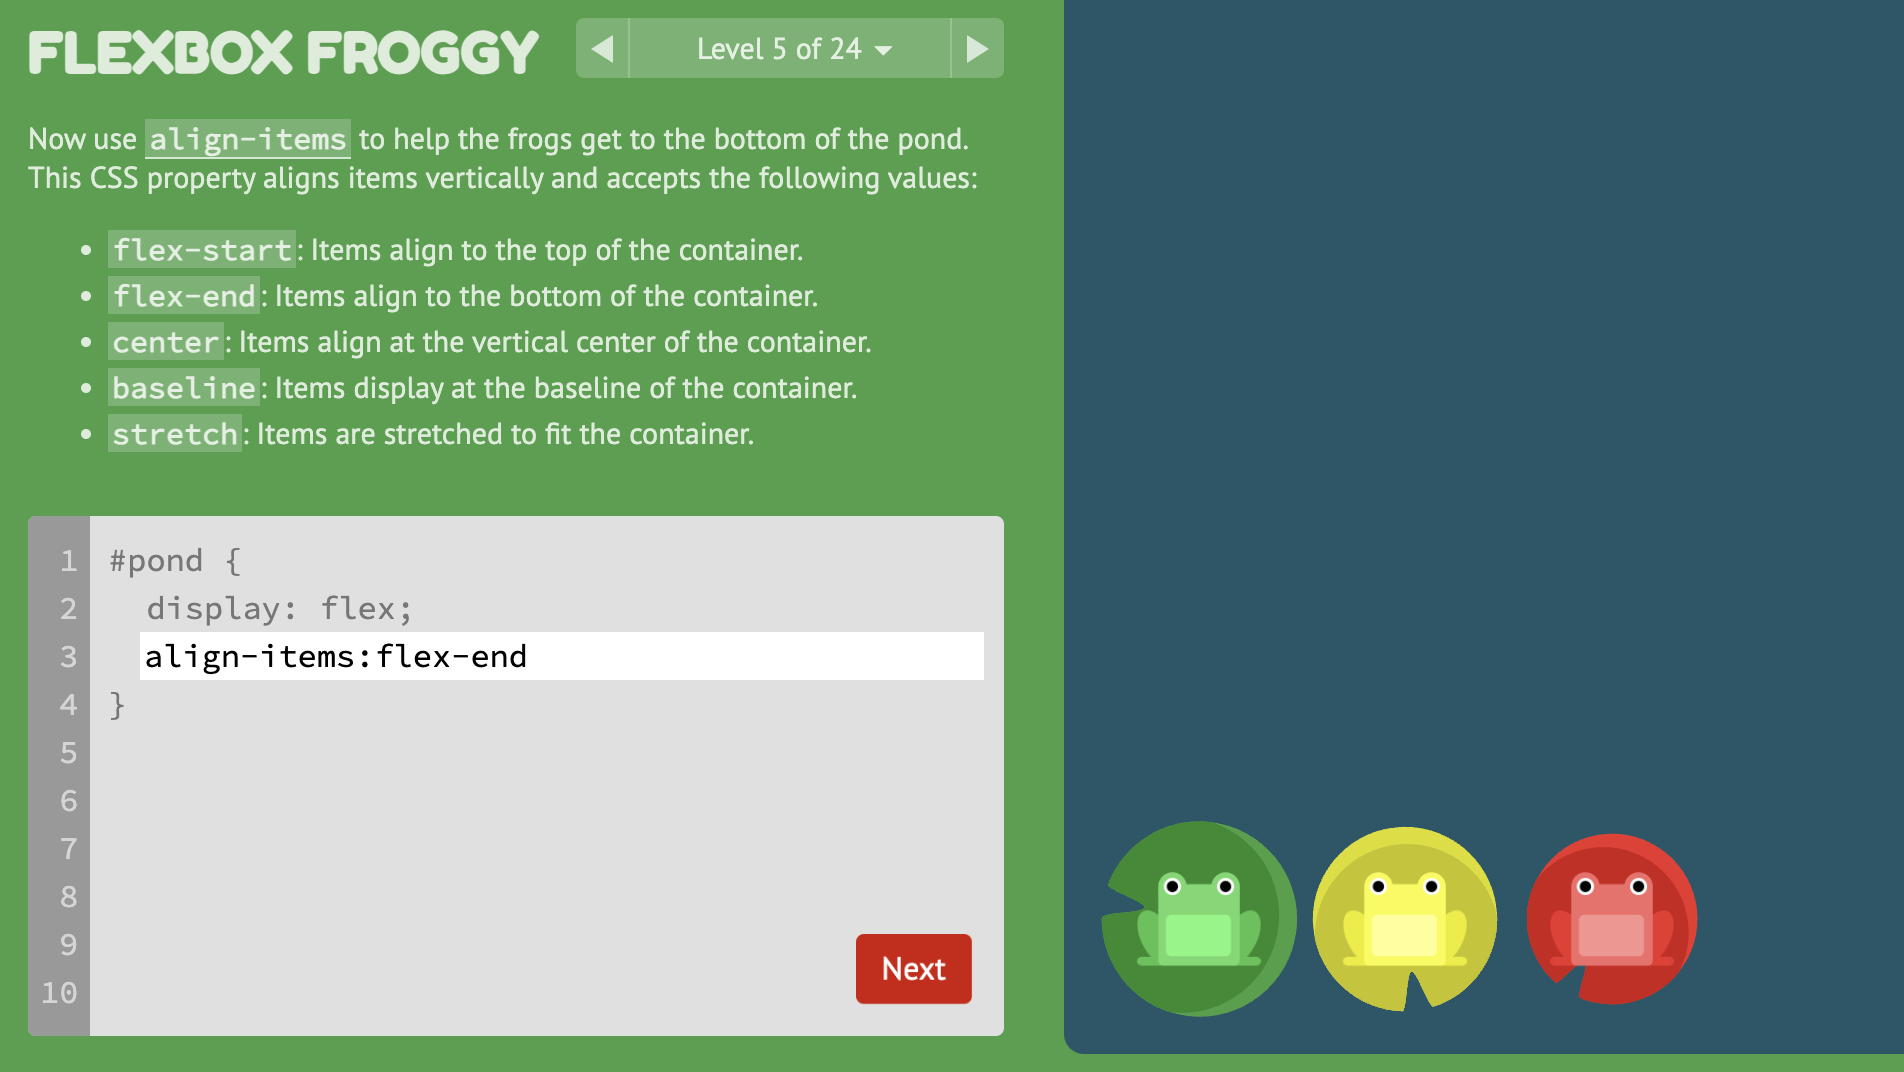 FLEXBOX FROGGY
Level 5 of 24
Now use align-items to help the frogs get to the bottom of the pond.
This CSS property aligns items vertically and accepts the following values:
flex-start: Items align to the top of the container.
flex-end: Items align to the bottom of the container.
center: Items align at the vertical center of the container.
baseline: Items display at the baseline of the container.
stretch: Items are stretched to fit the container.
1 #pond {
2 display: flex;
3 align-items:flex-end
4 }
5
6
7
8
9
10
Next